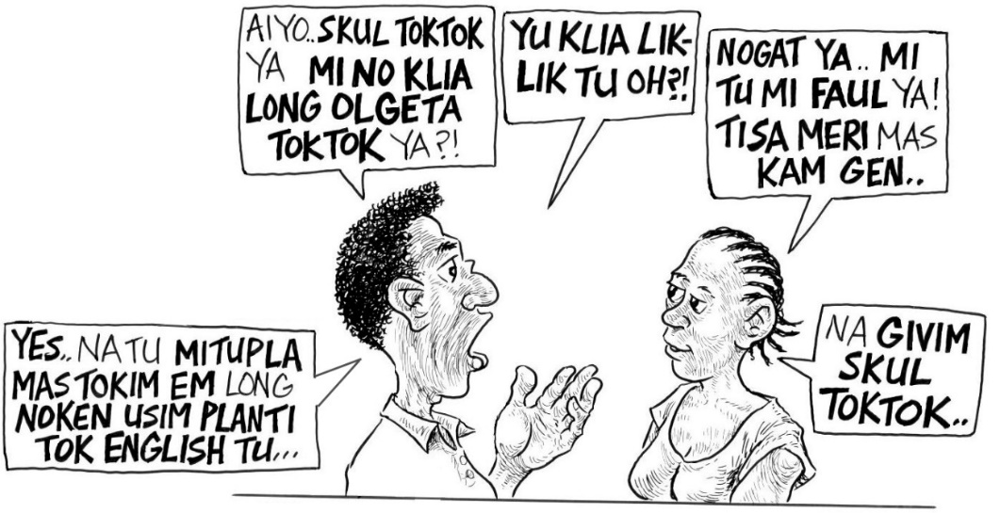 AIYO.. SKUL TOKTOK
YA MI NO KLIA
LONG OLGETA
TOKTOK YA?!
YU KLIA LIK-
LIK TU OH?!
NOGAT YA.. MI
TU MI FAUL YA!
TISA MERI MAS
KAM GEN..
NA GIVIM
SKUL
TOKTOK..
YES.. NA TU MITUPLA
MAS TOKIM EM LONG
NOKEN USIM PLANTI
TOK ENGLISH TU...